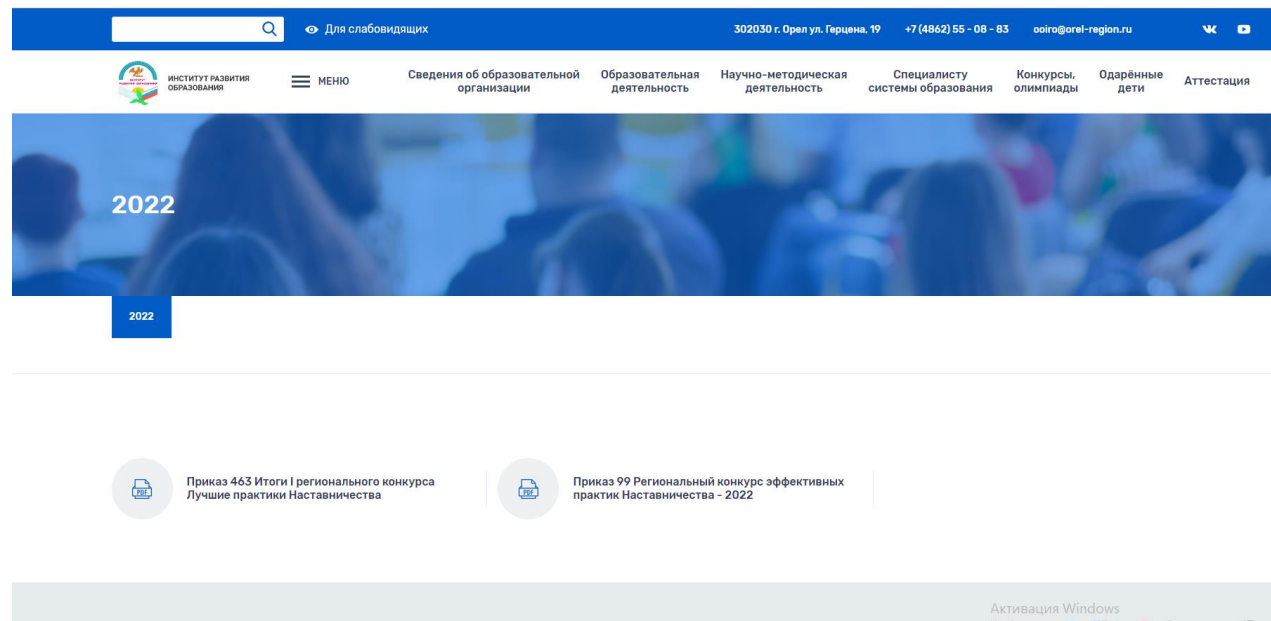 Для слабовидящих
302030 г. Орел ул. Герцена, 19
+7 (4862) 55 - 08 - 83
ooiro@orel-region.ru
ИНСТИТУТ РАЗВИТИЯ
ОБРАЗОВАНИЯ
МЕНЮ
Сведения об образовательной
организации
Образовательная
деятельность
Научно-методическая
деятельность
Специалисту
системы образования
Конкурсы,
олимпиады
Одарённые
дети
Аттестация
2022
2022
PDF
Приказ 463 Итоги I регионального конкурса
Лучшие практики Наставничества
PDF
Приказ 99 Региональный конкурс эффективных
практик Наставничества - 2022
Активация Windows